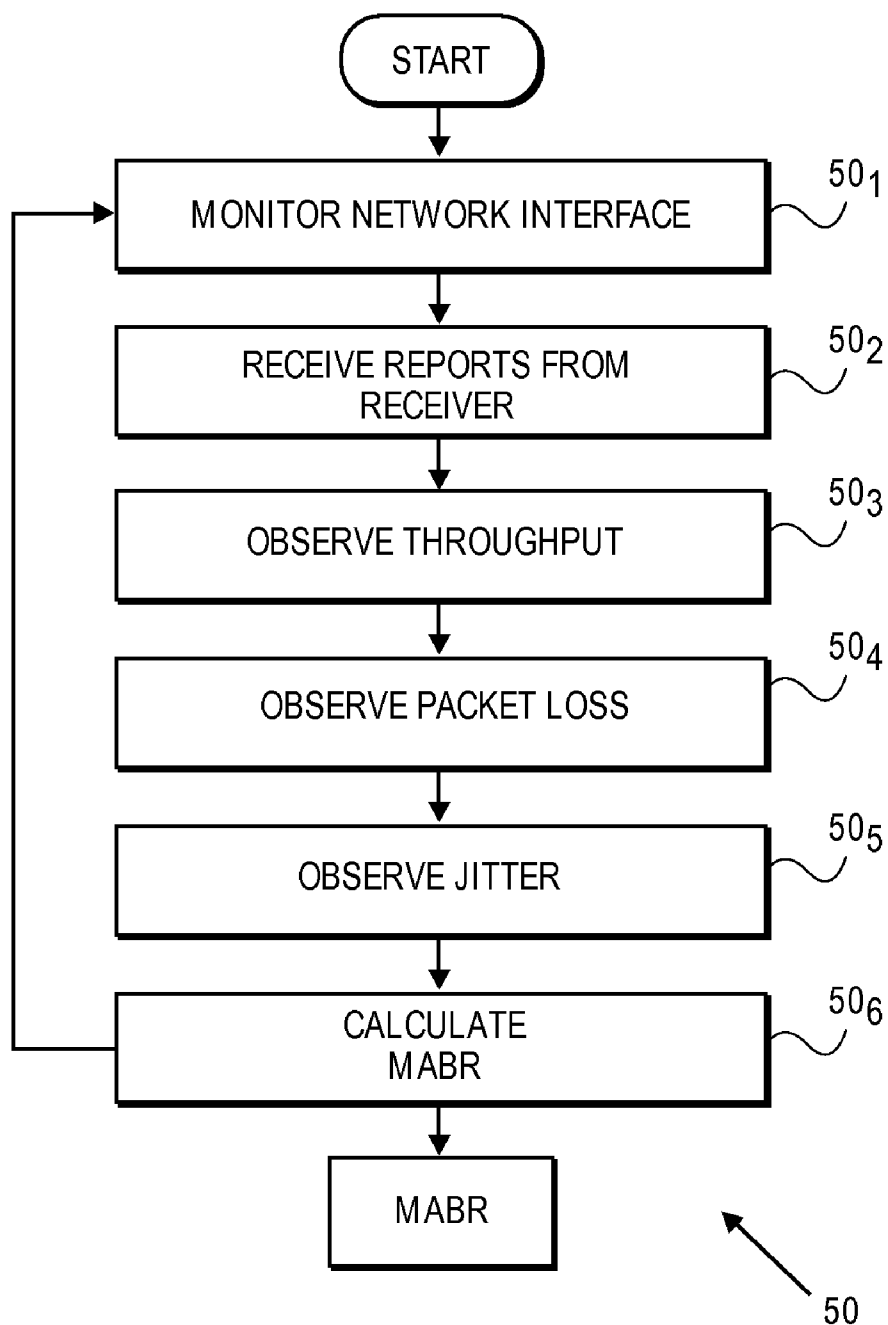 START
MONITOR NETWORK INTERFACE
50₁
RECEIVE REPORTS FROM
RECEIVER
50₂
OBSERVE THROUGHPUT
50₃
OBSERVE PACKET LOSS
50₄
OBSERVE JITTER
50₅
CALCULATE
MABR
50₆
MABR
50